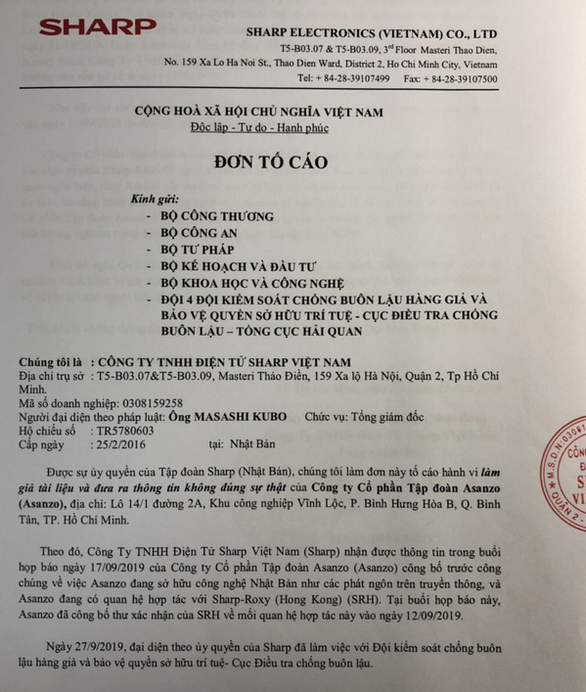 SHARP
SHARP ELECTRONICS (VIETNAM) CO., LTD
T5-B03.07 & T5-B03.09, 3rd Floor Masteri Thao Dien,
No. 159 Xa Lo Ha Noi St., Thao Dien Ward, District 2, Ho Chi Minh City, Vietnam
Tel: + 84-28-39107499 Fax: + 84-28-39107500
CỘNG HOÀ XÃ HỘI CHỦ NGHĨA VIỆT NAM
Độc lập - Tự do - Hạnh phúc
ĐƠN TỐ CÁO
Kính gửi:
- BỘ CÔNG THƯƠNG
- BỘ CÔNG AN
- BỘ TƯ PHÁP
- BỘ KẾ HOẠCH VÀ ĐẦU TƯ
- BỘ KHOA HỌC VÀ CÔNG NGHỆ
- ĐỘI 4 ĐỘI KIỂM SOÁT CHỐNG BUÔN LẬU HÀNG GIẢ VÀ
BẢO VỆ QUYỀN SỞ HỮU TRÍ TUỆ - CỤC ĐIỀU TRA CHỐNG
BUÔN LẬU – TỔNG CỤC HẢI QUAN
Chúng tôi là : CÔNG TY TNHH ĐIỆN TỬ SHARP VIỆT NAM
Địa chỉ trụ sở : T5-B03.07&T5-B03.09, Masteri Thảo Điền, 159 Xa lộ Hà Nội, Quận 2, Tp Hồ Chí
Minh.
Mã số doanh nghiệp: 0308159258
Người đại diện theo pháp luật: Ông MASASHI KUBO Chức vụ: Tổng giám đốc
Hộ chiếu số : TR5780603
Cấp ngày : 25/2/2016 tại: Nhật Bản
Được sự ủy quyền của Tập đoàn Sharp (Nhật Bản), chúng tôi làm đơn này tố cáo hành vi làm
giả tài liệu và đưa ra thông tin không đúng sự thật của Công ty Cổ phần Tập đoàn Asanzo
(Asanzo), địa chỉ: Lô 14/1 đường 2A, Khu công nghiệp Vĩnh Lộc, P. Bình Hưng Hòa B, Q. Bình
Tân, TP. Hồ Chí Minh.
Theo đó, Công Ty TNHH Điện Tử Sharp Việt Nam (Sharp) nhận được thông tin trong buổi
họp báo ngày 17/09/2019 của Công ty Cổ phần Tập đoàn Asanzo (Asanzo) công bố trước công
chúng về việc Asanzo đang sở hữu công nghệ Nhật Bản như các phát ngôn trên truyền thông, và
Asanzo đang có quan hệ hợp tác với Sharp-Roxy (Hong Kong) (SRH). Tại buổi họp báo này,
Asanzo đã công bố thư xác nhận của SRH về mối quan hệ hợp tác này vào ngày 12/09/2019.
Ngày 27/9/2019, đại diện theo ủy quyền của Sharp đã làm việc với Đội kiểm soát chống buôn
lậu hàng giả và bảo vệ quyền sở hữu trí tuệ- Cục Điều tra chống buôn lậu.